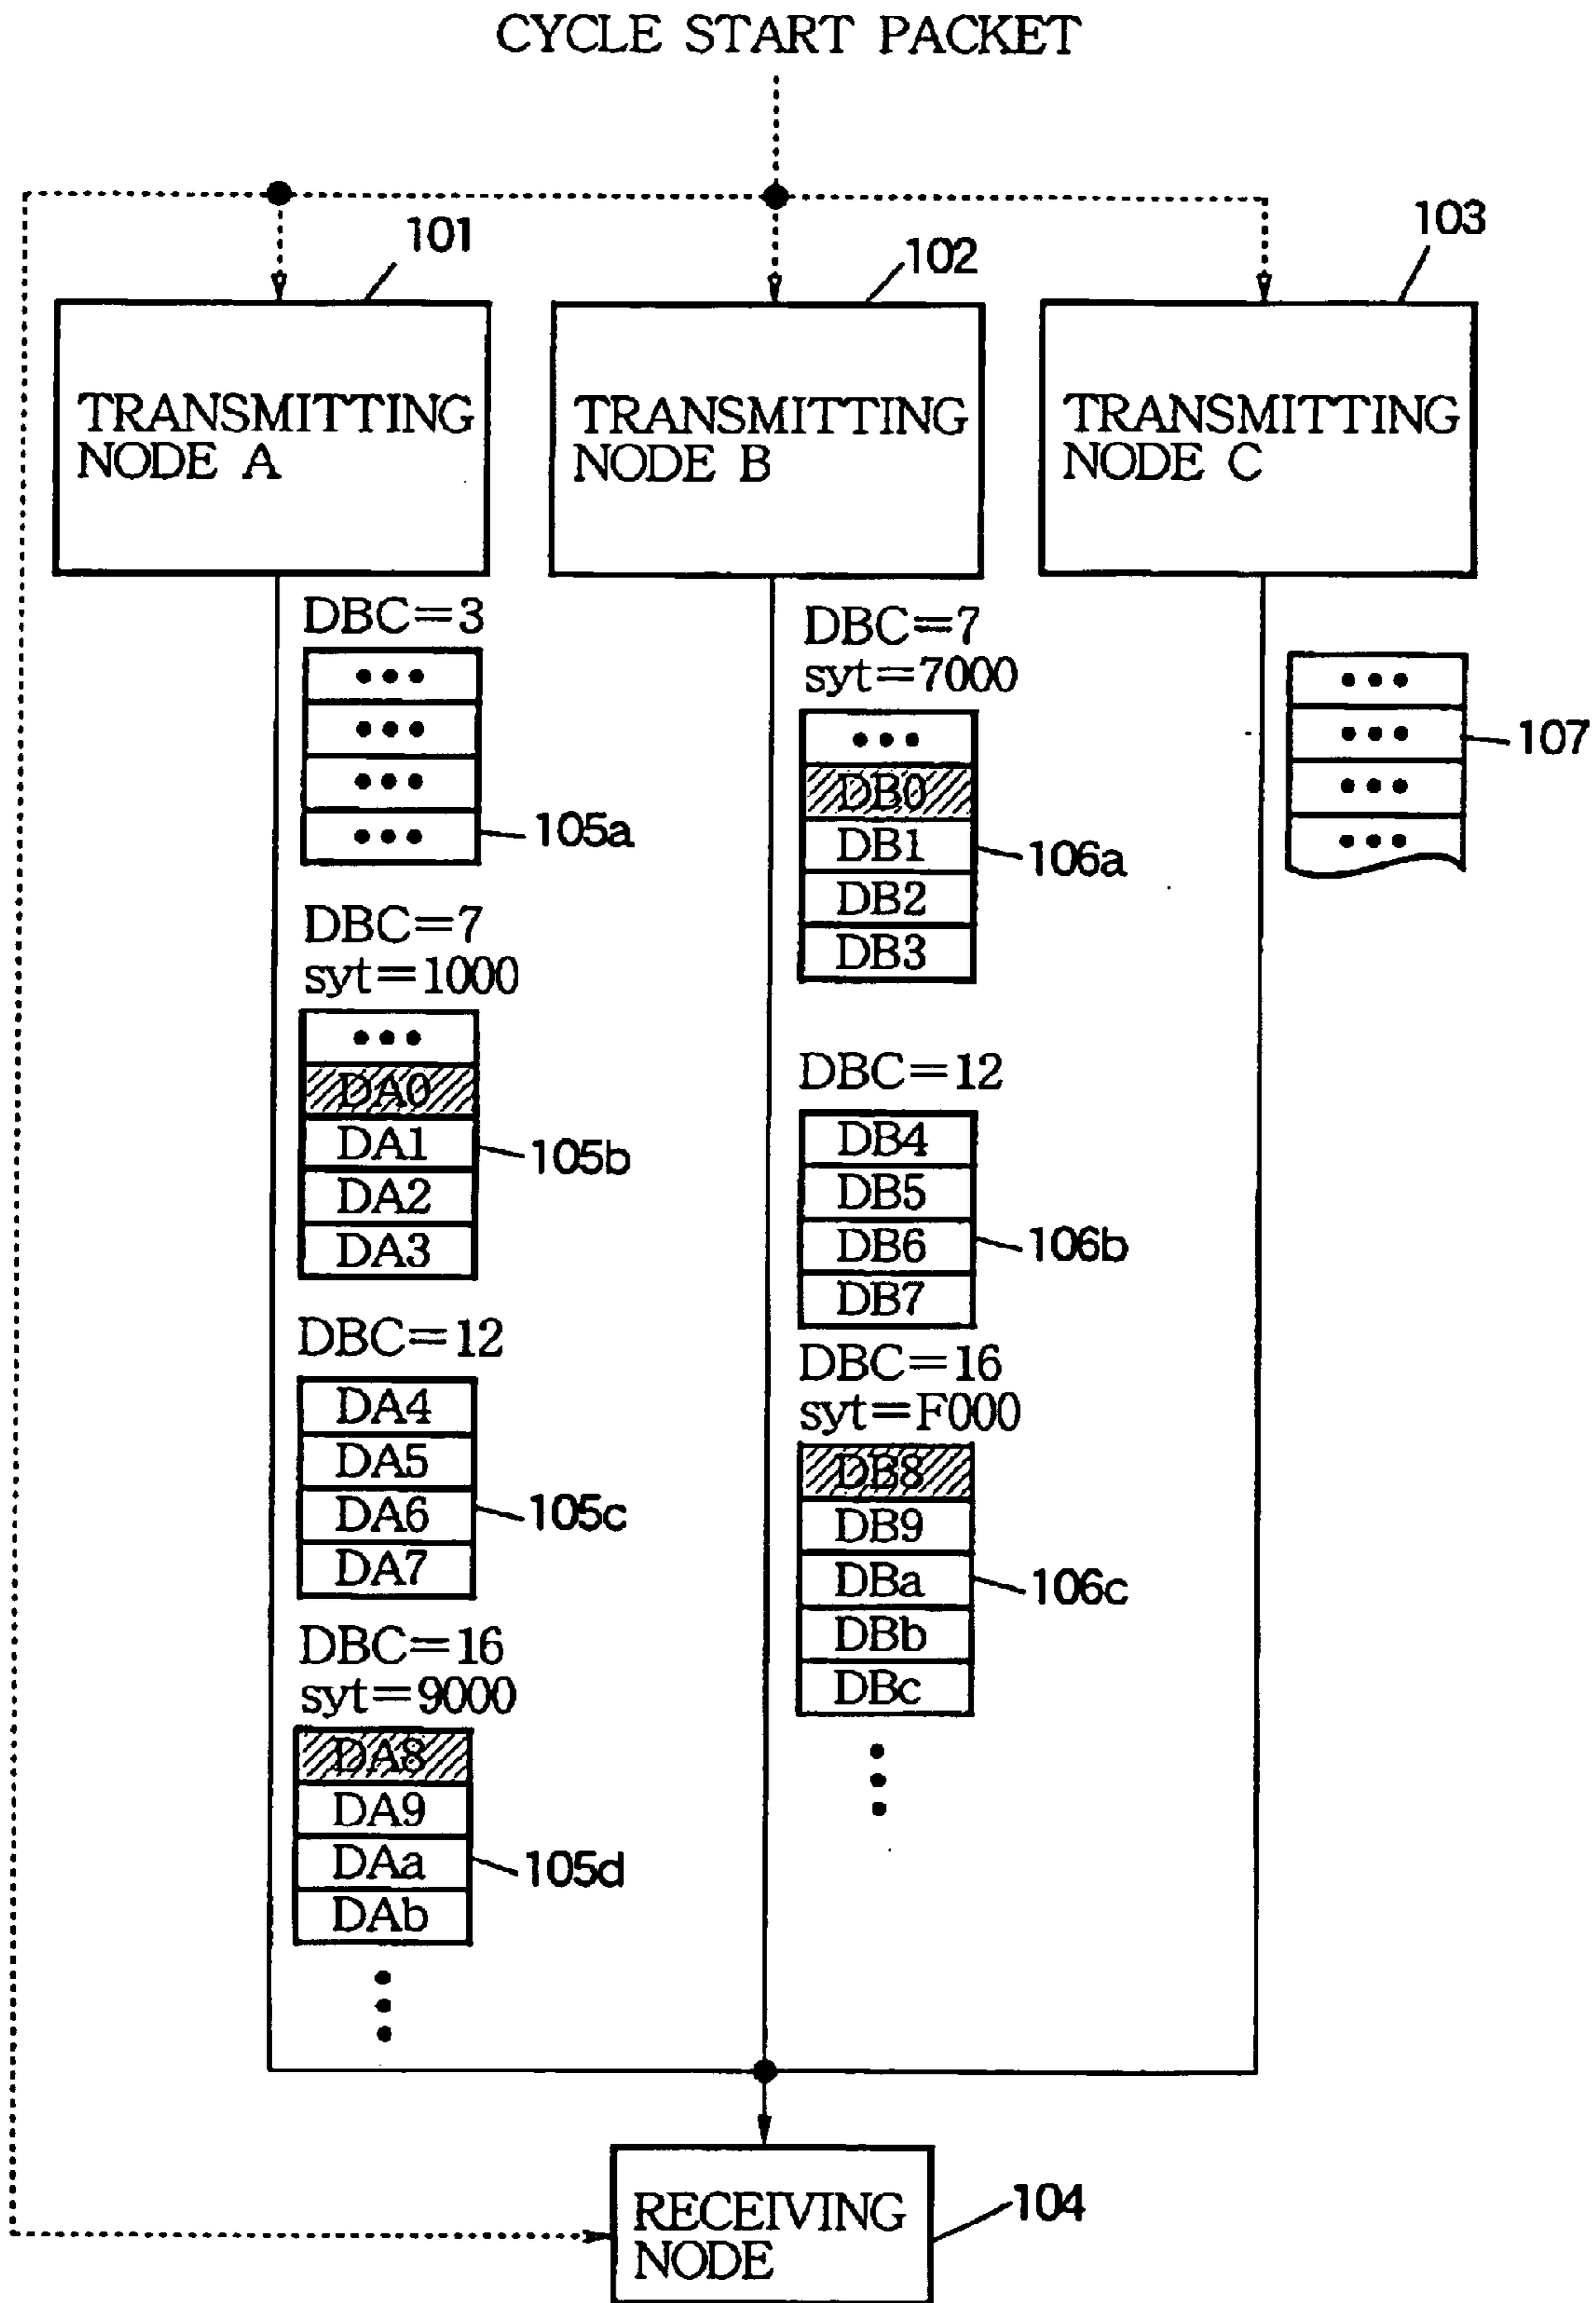 CYCLE START PACKET
101
102
103
TRANSMITTING
NODE A
TRANSMITTING
NODE B
TRANSMITTING
NODE C
DBC=3
•••
•••
•••
•••
105a
DBC=7
syt=1000
•••
DA0
DA1
DA2
DA3
105b
DBC=12
DA4
DA5
DA6
DA7
105c
DBC=16
syt=9000
DA8
DA9
DAa
DAb
105d
DBC=7
syt=7000
•••
DB0
DB1
DB2
DB3
106a
DBC=12
DB4
DB5
DB6
DB7
106b
DBC=16
syt=F000
DB8
DB9
DBa
DBb
DBc
106c
•••
•••
•••
•••
107
RECEIVING
NODE
104